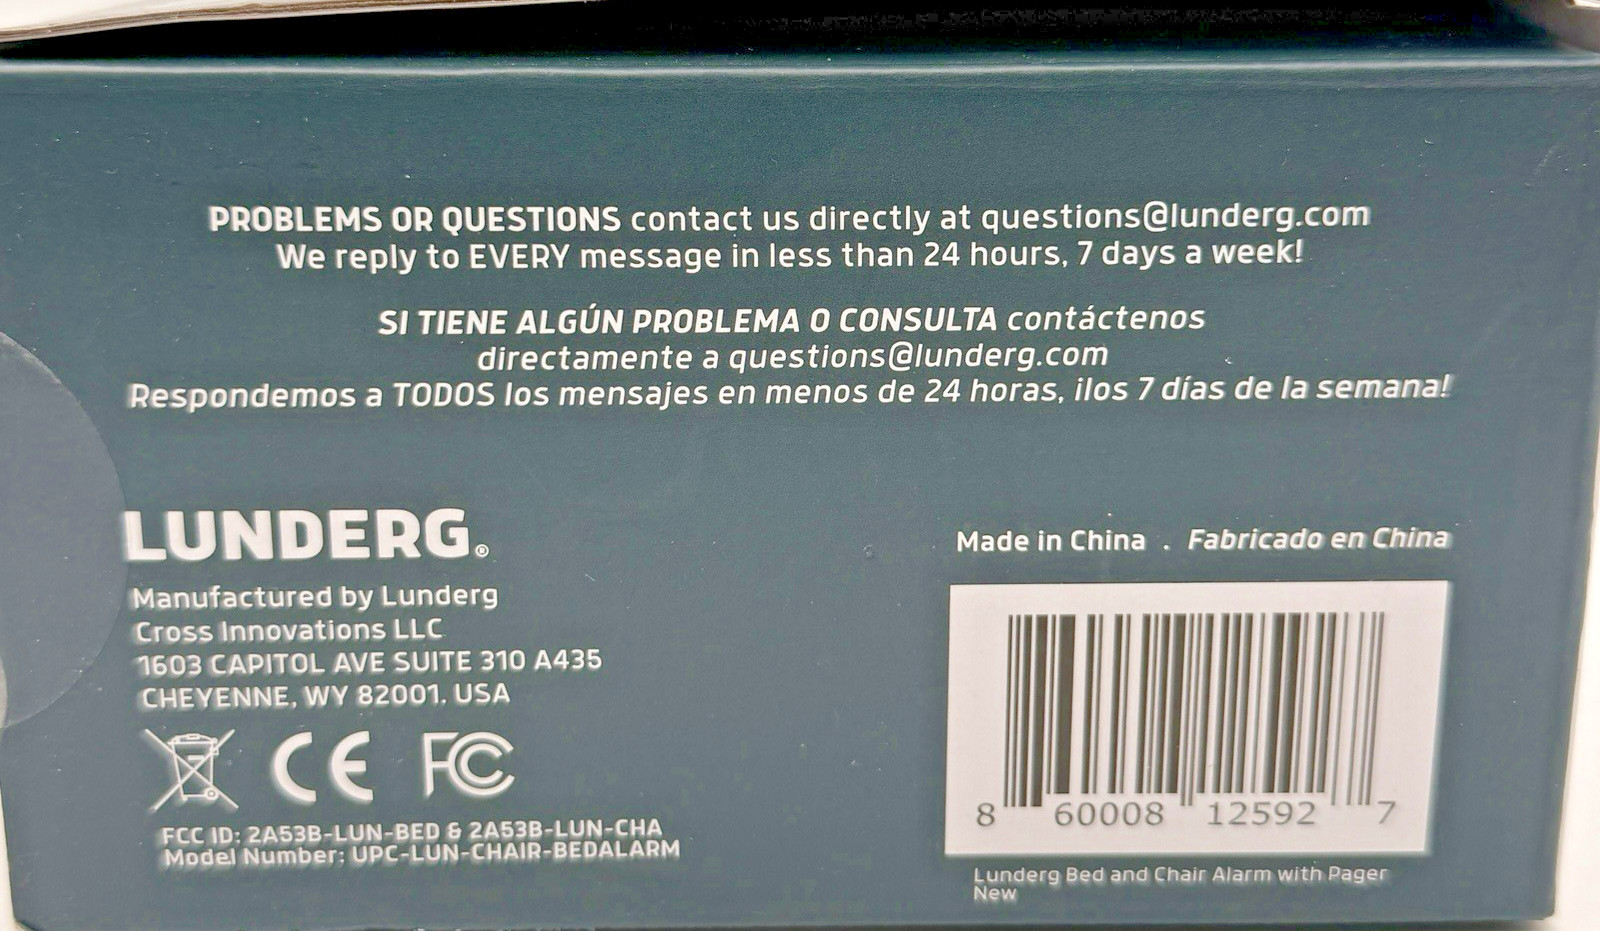 PROBLEMS OR QUESTIONS contact us directly at questions@lunderg.com
We reply to EVERY message in less than 24 hours, 7 days a week!
SI TIENE ALGÚN PROBLEMA O CONSULTA contáctenos
directamente a questions@lunderg.com
Respondemos a TODOS los mensajes en menos de 24 horas, ¡los 7 días de la semana!
LUNDERG®
Manufactured by Lunderg
Cross Innovations LLC
1603 CAPITOL AVE SUITE 310 A435
CHEYENNE, WY 82001. USA
CE FC
FCC ID: 2A53B-LUN-BED & 2A53B-LUN-CHA
Model Number: UPC-LUN-CHAIR-BEDALARM
Made in China . Fabricado en China
8 60008 12592 7
Lunderg Bed and Chair Alarm with Pager
New